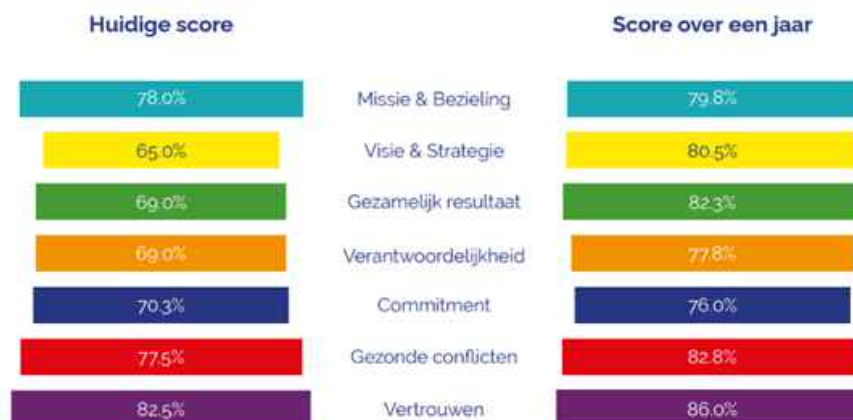 Huidige score Score over een jaar
78.0% Missie & Bezieling 79.8%
65.0% Visie & Strategie 80.5%
69.0% Gezamelijk resultaat 82.3%
69.0% Verantwoordelijkheid 77.8%
70.3% Commitment 76.0%
77.5% Gezonde conflicten 82.8%
82.5% Vertrouwen 86.0%